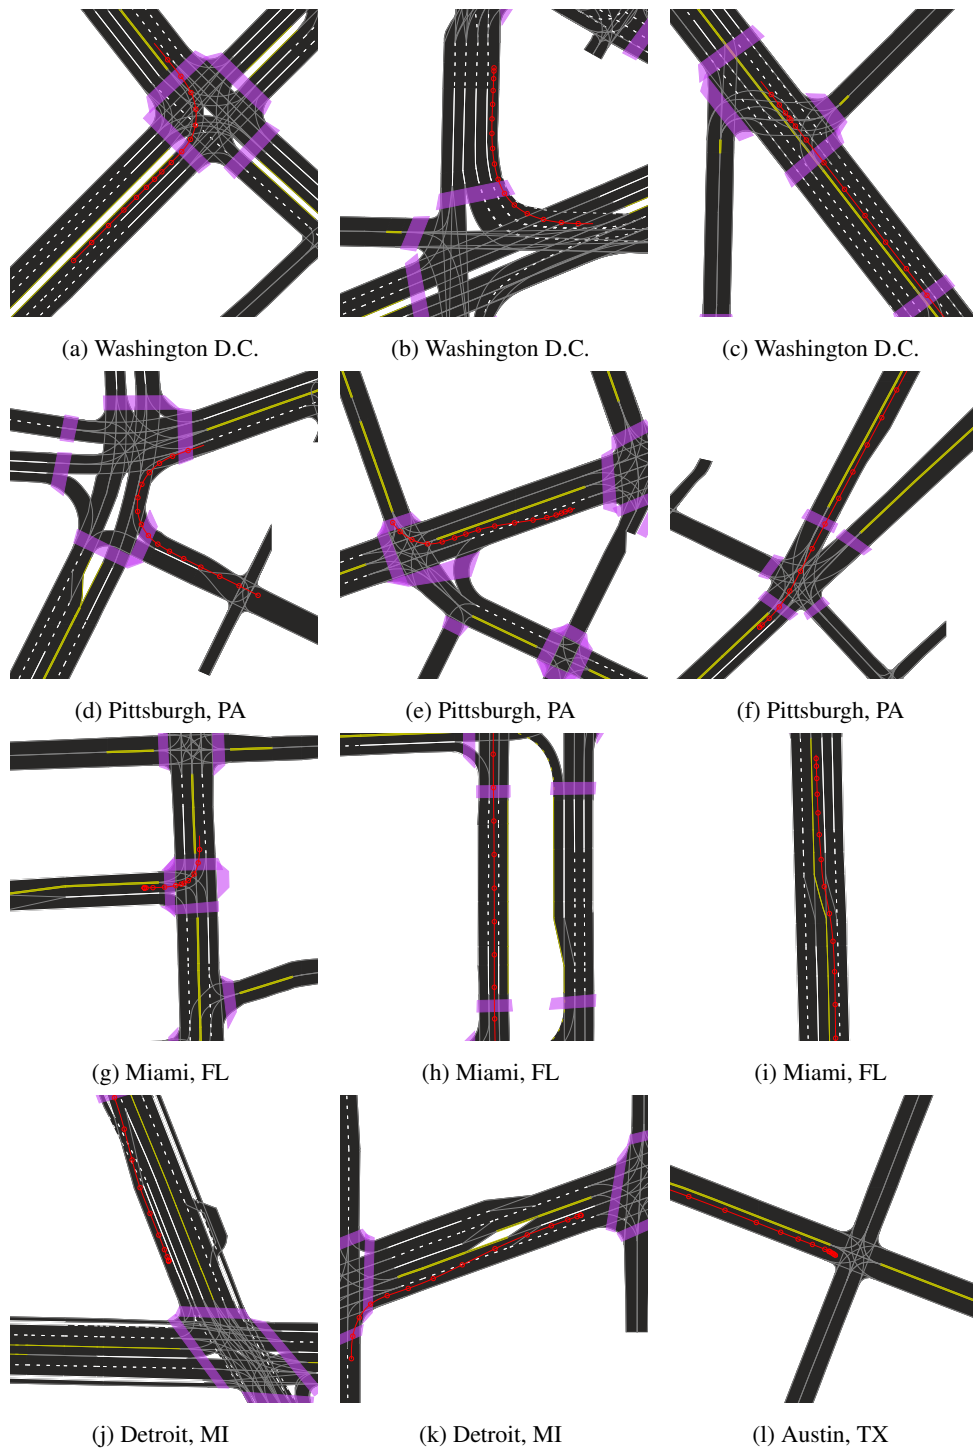 (a) Washington D.C.
(b) Washington D.C.
(c) Washington D.C.
(d) Pittsburgh, PA
(e) Pittsburgh, PA
(f) Pittsburgh, PA
(g) Miami, FL
(h) Miami, FL
(i) Miami, FL
(j) Detroit, MI
(k) Detroit, MI
(l) Austin, TX